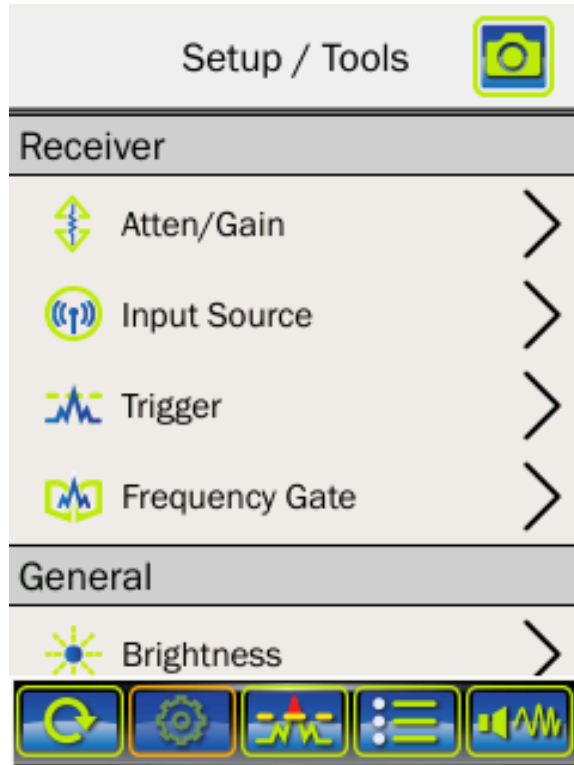 Setup / Tools
Receiver
Atten/Gain
Input Source
Trigger
Frequency Gate
General
Brightness